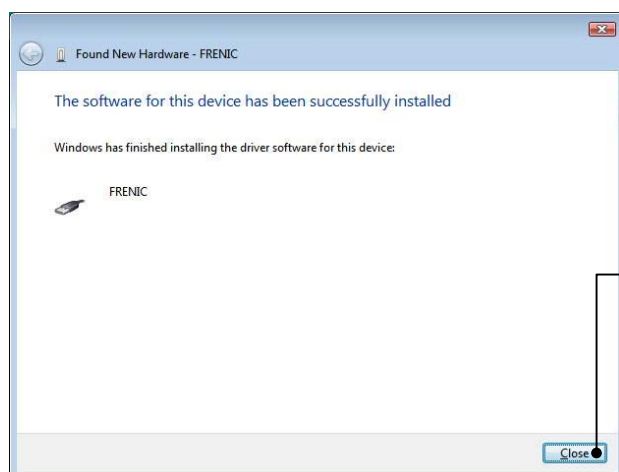 Found New Hardware - FRENIC
The software for this device has been successfully installed
Windows has finished installing the driver software for this device:
FRENIC
Close